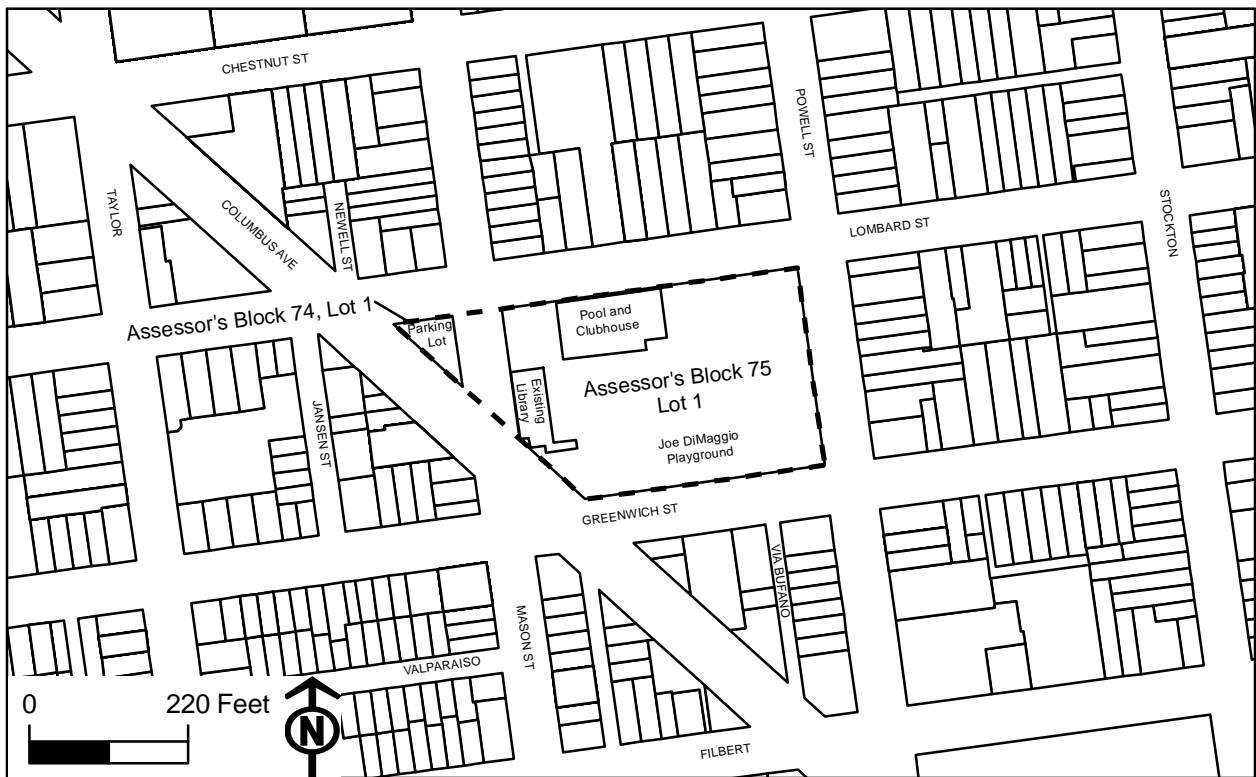 CHESTNUT ST
POWELL ST
TAYLOR
COLUMBUS AVE
NEWELL ST
LOMBARD ST
STOCKTON
Assessor's Block 74, Lot 1
Parking
Lot
Pool and
Clubhouse
Existing
Library
Assessor's Block 75
Lot 1
JANSEN ST
Joe DiMaggio
Playground
GREENWICH ST
VIA BUFANO
MASON ST
VALPARAISO
0
220 Feet
N
FILBERT